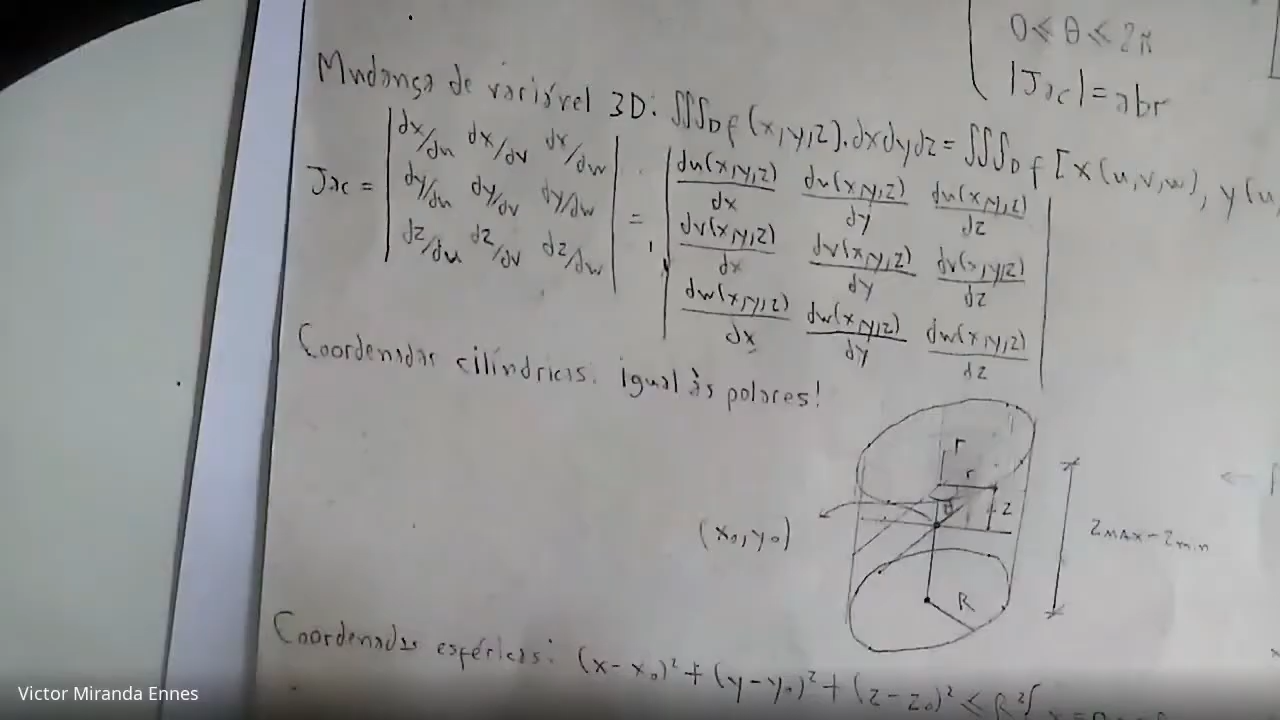 0 ≤ θ ≤ 2π
|Jac| = abr
Mudança de variável 3D: ∭D f(x,y,z).dxdydz = ∭D f [x(u,v,w), y(u,
Jac = | dx/du dx/dv dx/dw | = | du(x,y,z)/dx du(x,y,z)/dy du(x,y,z)/dz |
| dy/du dy/dv dy/dw | | dv(x,y,z)/dx dv(x,y,z)/dy dv(x,y,z)/dz |
| dz/du dz/dv dz/dw | | dw(x,y,z)/dx dw(x,y,z)/dy dw(x,y,z)/dz |
Coordenadas cilíndricas: igual às polares!
r
r
z
(x₀,y₀)
zMAX - zmin
R
Coordenadas esféricas: (x-x₀)² + (y-y₀)² + (z-z₀)² ≤ R²
Victor Miranda Ennes